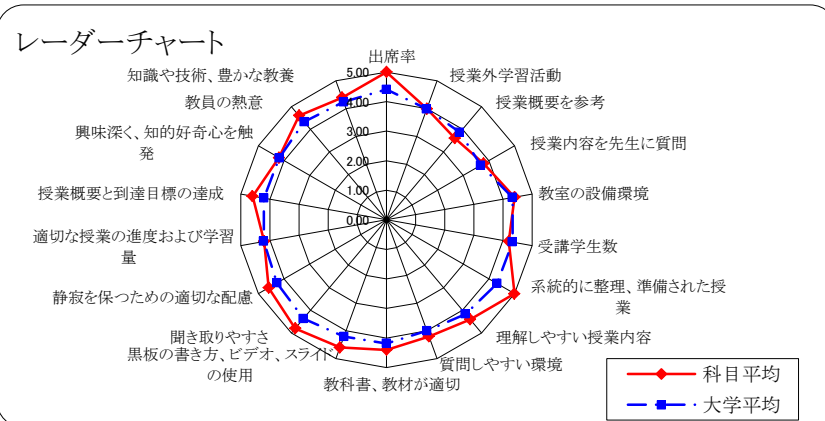 レーダーチャート
出席率
授業外学習活動
授業概要を参考
授業内容を先生に質問
教室の設備環境
受講学生数
系統的に整理、準備された授
業
理解しやすい授業内容
質問しやすい環境
教科書、教材が適切
黒板の書き方、ビデオ、スライド
の使用
聞き取りやすさ
静寂を保つための適切な配慮
適切な授業の進度および学習
量
授業概要と到達目標の達成
興味深く、知的好奇心を触
発
教員の熱意
知識や技術、豊かな教養
5.00
4.00
3.00
2.00
1.00
0.00
科目平均
大学平均